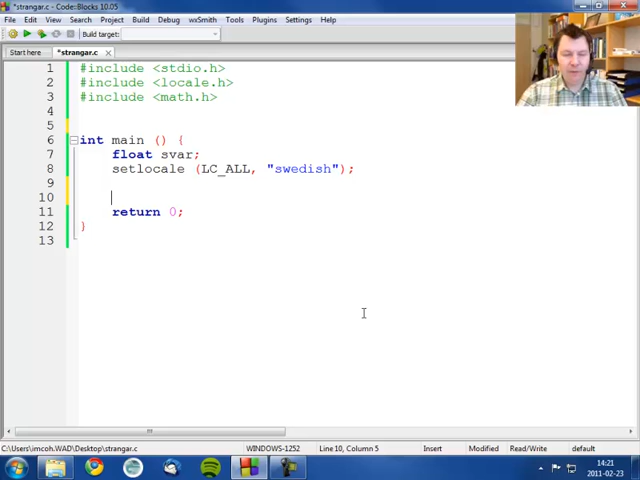 *strangar.c - Code::Blocks 10.05
File Edit View Search Project Build Debug wxSmith Tools Plugins Settings Help
Build target:
Start here *strangar.c
1 #include <stdio.h>
2 #include <locale.h>
3 #include <math.h>
4
5
6 int main () {
7 float svar;
8 setlocale (LC_ALL, "swedish");
9
10
11 return 0;
12 }
13
C:\Users\imcoh.WAD\Desktop\strangar.c WINDOWS-1252 Line 10, Column 5 Insert Modified Read/Write default
14:21
2011-02-23